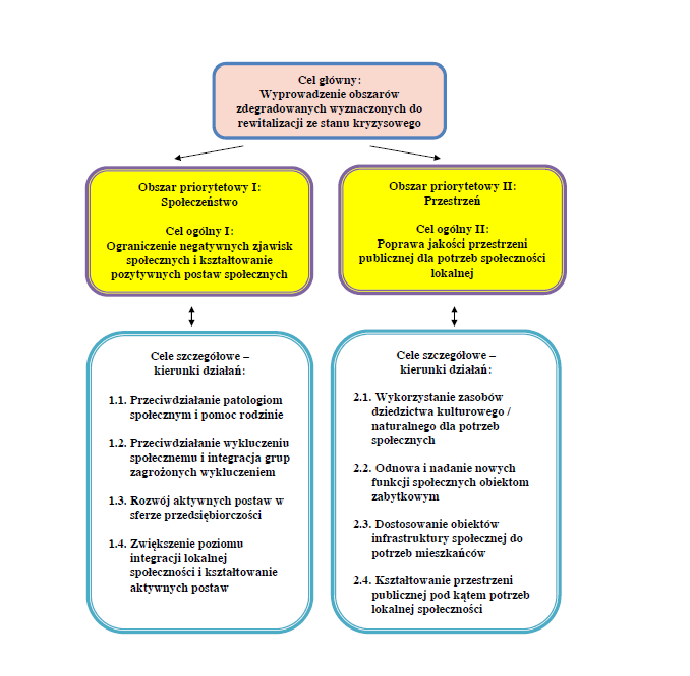 Cel główny:
Wyprowadzenie obszarów
zdegradowanych wyznaczonych do
rewitalizacji ze stanu kryzysowego
Obszar priorytetowy I:
Społeczeństwo
Cel ogólny I:
Ograniczenie negatywnych zjawisk
społecznych i kształtowanie
pozytywnych postaw społecznych
Obszar priorytetowy II:
Przestrzeń
Cel ogólny II:
Poprawa jakości przestrzeni
publicznej dla potrzeb społeczności
lokalnej
Cele szczegółowe –
kierunki działań:
1.1. Przeciwdziałanie patologiom
społecznym i pomoc rodzinie
1.2. Przeciwdziałanie wykluczeniu
społecznemu i integracja grup
zagrożonych wykluczeniem
1.3. Rozwój aktywnych postaw w
sferze przedsiębiorczości
1.4. Zwiększenie poziomu
integracji lokalnej
społeczności i kształtowanie
aktywnych postaw
Cele szczegółowe –
kierunki działań:
2.1. Wykorzystanie zasobów
dziedzictwa kulturowego /
naturalnego dla potrzeb
społecznych
2.2. Odnowa i nadanie nowych
funkcji społecznych obiektom
zabytkowym
2.3. Dostosowanie obiektów
infrastruktury społecznej do
potrzeb mieszkańców
2.4. Kształtowanie przestrzeni
publicznej pod kątem potrzeb
lokalnej społeczności